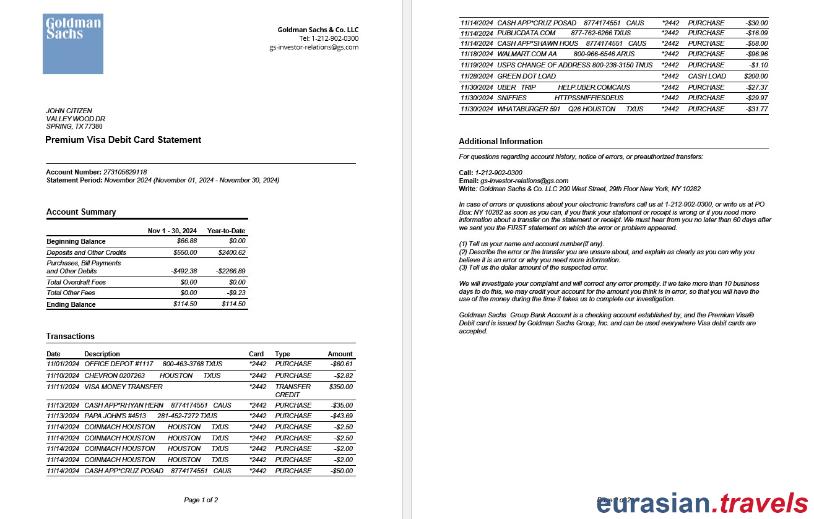 Goldman
Sachs
Goldman Sachs & Co. LLC
Tel: 1-212-902-0300
gs-investor-relations@gs.com
JOHN CITIZEN
VALLEY WOOD DR
SPRING, TX 77380
Premium Visa Debit Card Statement
Account Number: 273105629118
Statement Period: November 2024 (November 01, 2024 - November 30, 2024)
Account Summary
Nov 1 - 30, 2024 Year-to-Date
Beginning Balance $66.88 $0.00
Deposits and Other Credits $550.00 $2400.62
Purchases, Bill Payments
and Other Debits -$492.38 -$2266.89
Total Overdraft Fees $0.00 $0.00
Total Other Fees $0.00 -$9.23
Ending Balance $114.50 $114.50
Transactions
Date Description Card Type Amount
11/01/2024 OFFICE DEPOT #1117 800-463-3768 TXUS *2442 PURCHASE -$60.61
11/10/2024 CHEVRON 0207263 HOUSTON TXUS *2442 PURCHASE -$2.82
11/11/2024 VISA MONEY TRANSFER *2442 TRANSFER $350.00
CREDIT
11/13/2024 CASH APP*RHYAN HERN 8774174551 CAUS *2442 PURCHASE -$35.00
11/13/2024 PAPA JOHN'S #4513 281-452-7272 TXUS *2442 PURCHASE -$43.69
11/14/2024 COINMACH HOUSTON HOUSTON TXUS *2442 PURCHASE -$2.50
11/14/2024 COINMACH HOUSTON HOUSTON TXUS *2442 PURCHASE -$2.50
11/14/2024 COINMACH HOUSTON HOUSTON TXUS *2442 PURCHASE -$2.00
11/14/2024 COINMACH HOUSTON HOUSTON TXUS *2442 PURCHASE -$2.00
11/14/2024 CASH APP*CRUZ POSAD 8774174551 CAUS *2442 PURCHASE -$50.00
Page 1 of 2
11/14/2024 CASH APP*CRUZ POSAD 8774174551 CAUS *2442 PURCHASE -$30.00
11/14/2024 PUBLICDATA.COM 877-762-6266 TXUS *2442 PURCHASE -$16.09
11/14/2024 CASH APP*SHAWN HOUS 8774174551 CAUS *2442 PURCHASE -$58.00
11/18/2024 WALMART.COM AA 800-966-6546 ARUS *2442 PURCHASE -$96.96
11/19/2024 USPS CHANGE OF ADDRESS 800-238-3150 TNUS *2442 PURCHASE -$1.10
11/28/2024 GREEN DOT LOAD *2442 CASH LOAD $200.00
11/30/2024 UBER TRIP HELP.UBER.COMCAUS *2442 PURCHASE -$27.37
11/30/2024 SNIFFIES HTTPSSNIFFIESDEUS *2442 PURCHASE -$29.97
11/30/2024 WHATABURGER 591 Q26 HOUSTON TXUS *2442 PURCHASE -$31.77
Additional Information
For questions regarding account history, notice of errors, or preauthorized transfers:
Call: 1-212-902-0300
Email: gs-investor-relations@gs.com
Write: Goldman Sachs & Co. LLC 200 West Street, 29th Floor New York, NY 10282
In case of errors or questions about your electronic transfers call us at 1-212-902-0300, or write us at PO
Box: NY 10282 as soon as you can, if you think your statement or receipt is wrong or if you need more
information about a transfer on the statement or receipt. We must hear from you no later than 60 days after
we sent you the FIRST statement on which the error or problem appeared.
(1) Tell us your name and account number(if any).
(2) Describe the error or the transfer you are unsure about, and explain as clearly as you can why you
believe it is an error or why you need more information.
(3) Tell us the dollar amount of the suspected error.
We will investigate your complaint and will correct any error promptly. If we take more than 10 business
days to do this, we may credit your account for the amount you think is in error, so that you will have the
use of the money during the time it takes us to complete our investigation.
Goldman Sachs Group Bank Account is a checking account established by, and the Premium Visa®
Debit card is issued by Goldman Sachs Group, Inc. and can be used everywhere Visa debit cards are
accepted.
eurasian.travels